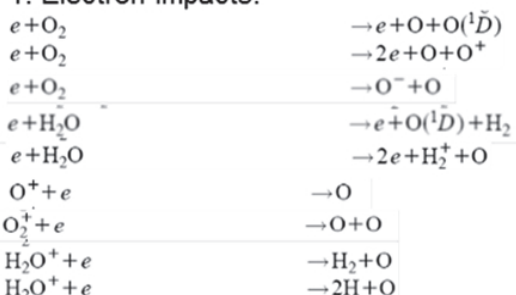 1. Electron impacts:
e+O₂ →e+O+O(¹D)
e+O₂ →2e+O+O⁺
e+O₂ →O⁻+O
e+H₂O →e+O(¹D)+H₂
e+H₂O →2e+H₂⁺+O
O⁺+e →O
O₂⁺+e →O+O
H₂O⁺+e →H₂+O
H₂O⁺+e →2H+O